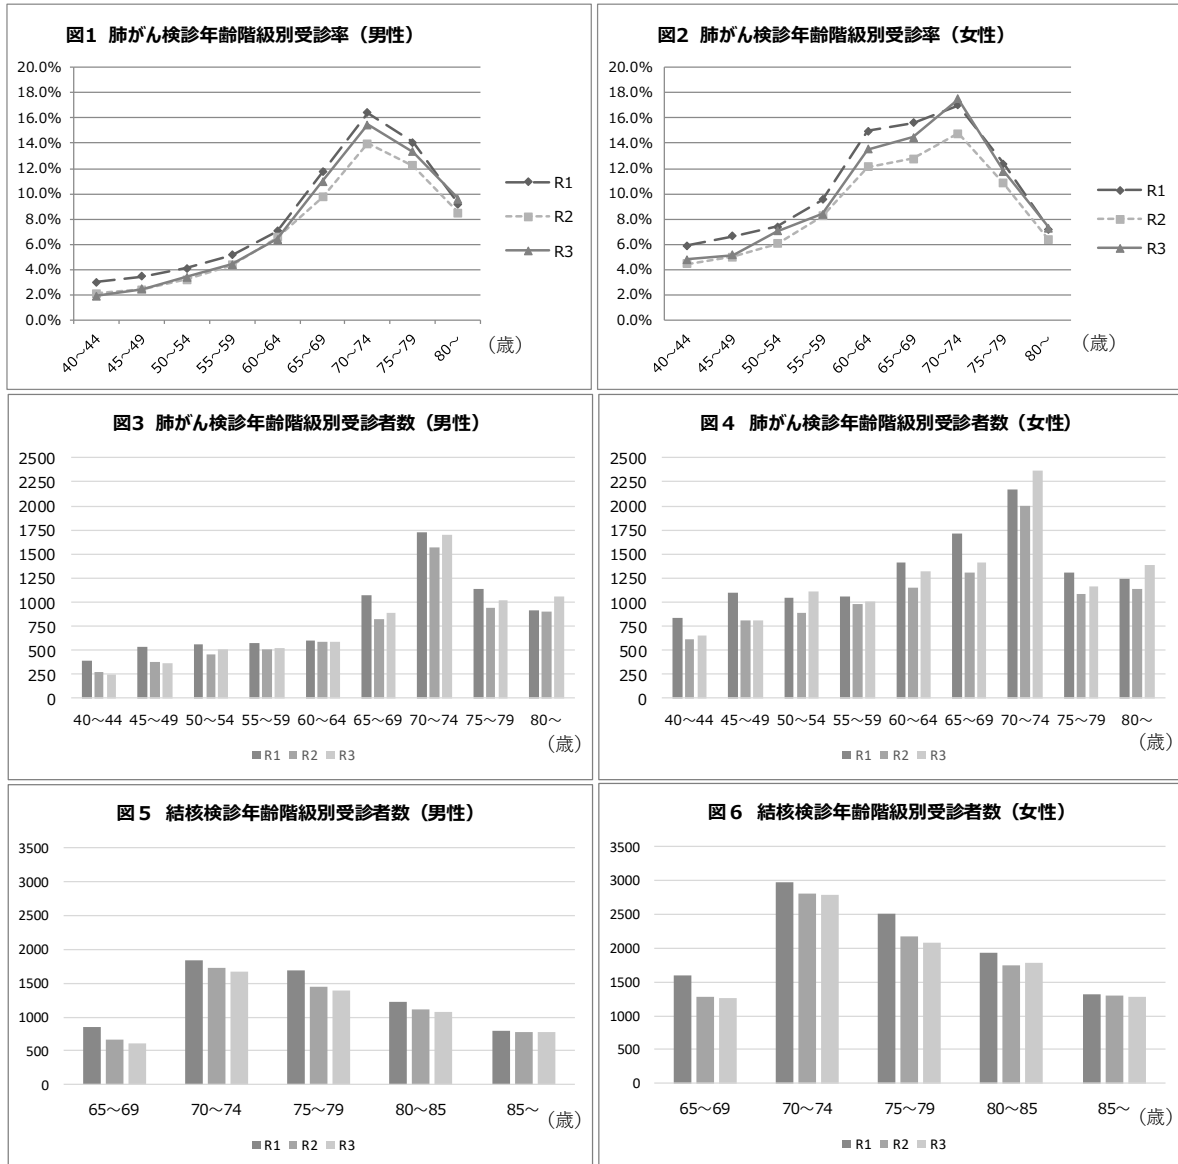 図1 肺がん検診年齢階級別受診率（男性）
20.0%
18.0%
16.0%
14.0%
12.0%
10.0%
8.0%
6.0%
4.0%
2.0%
0.0%
40～44 45～49 50～54 55～59 60～64 65～69 70～74 75～79 80～ （歳）
R1
R2
R3
図2 肺がん検診年齢階級別受診率（女性）
20.0%
18.0%
16.0%
14.0%
12.0%
10.0%
8.0%
6.0%
4.0%
2.0%
0.0%
40～44 45～49 50～54 55～59 60～64 65～69 70～74 75～79 80～ （歳）
R1
R2
R3
図3 肺がん検診年齢階級別受診者数（男性）
2500
2250
2000
1750
1500
1250
1000
750
500
250
0
40～44 45～49 50～54 55～59 60～64 65～69 70～74 75～79 80～
（歳）
R1 R2 R3
図４ 肺がん検診年齢階級別受診者数（女性）
2500
2250
2000
1750
1500
1250
1000
750
500
250
0
40～44 45～49 50～54 55～59 60～64 65～69 70～74 75～79 80～
（歳）
R1 R2 R3
図５ 結核検診年齢階級別受診者数（男性）
3500
3000
2500
2000
1500
1000
500
0
65～69 70～74 75～79 80～85 85～ （歳）
R1 R2 R3
図６ 結核検診年齢階級別受診者数（女性）
3500
3000
2500
2000
1500
1000
500
0
65～69 70～74 75～79 80～85 85～ （歳）
R1 R2 R3